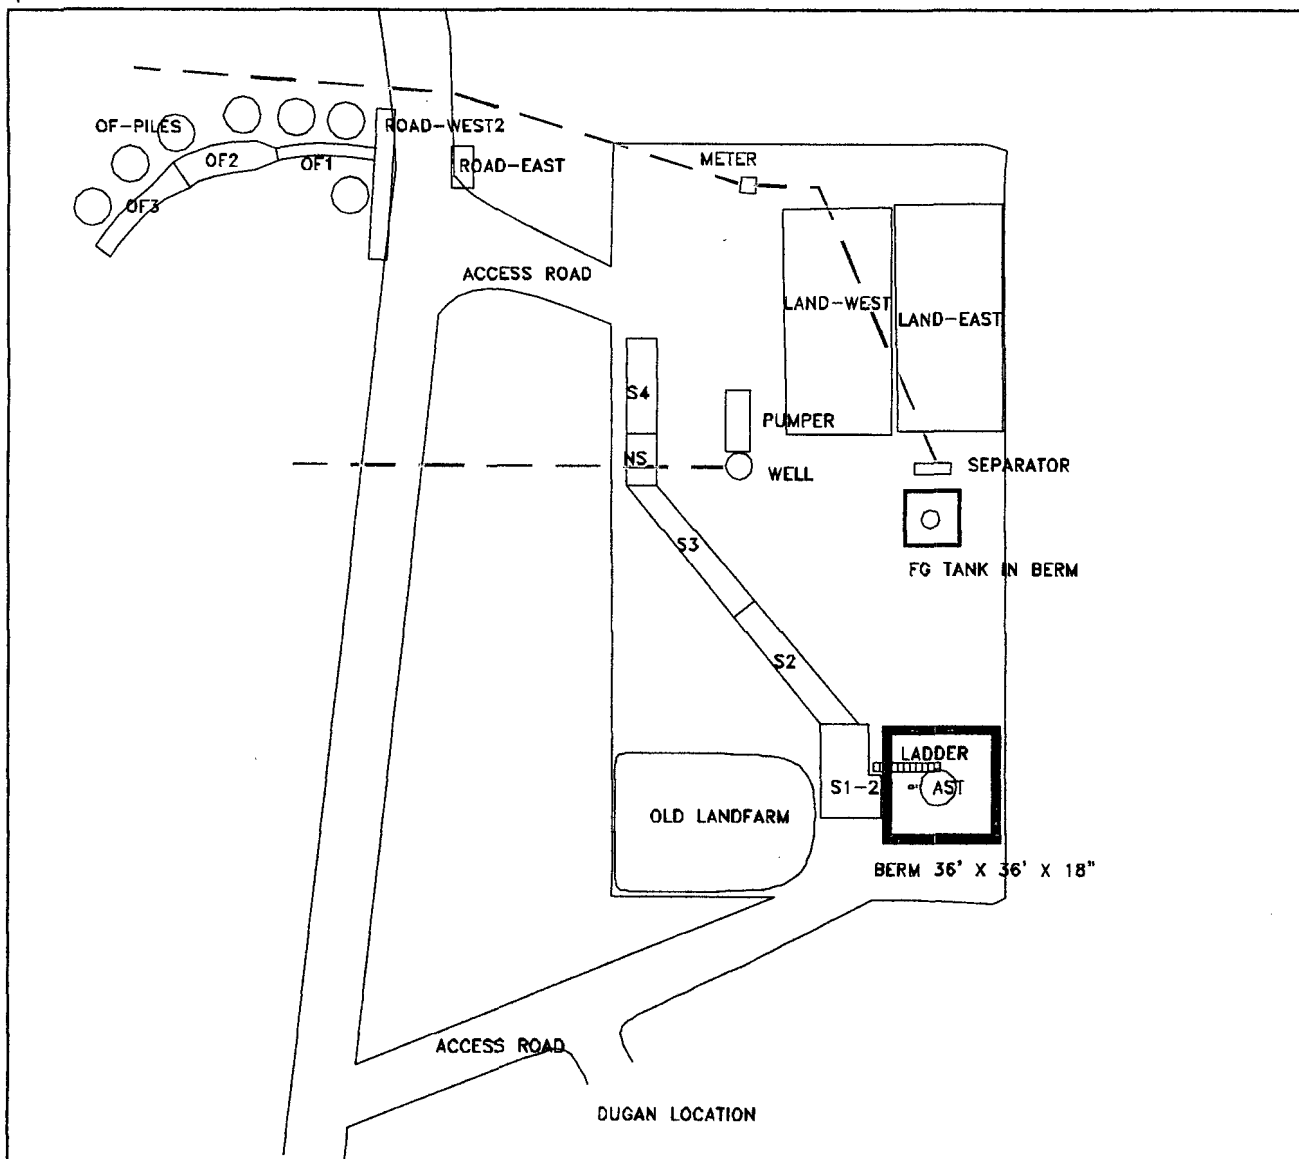 OF-PILES
ROAD-WEST2
OF2
OF1
ROAD-EAST
METER
OF3
ACCESS ROAD
LAND-WEST
LAND-EAST
S4
PUMPER
NS
WELL
SEPARATOR
S3
FG TANK IN BERM
S2
LADDER
S1-2
AST
OLD LANDFARM
BERM 36' X 36' X 18"
ACCESS ROAD
DUGAN LOCATION